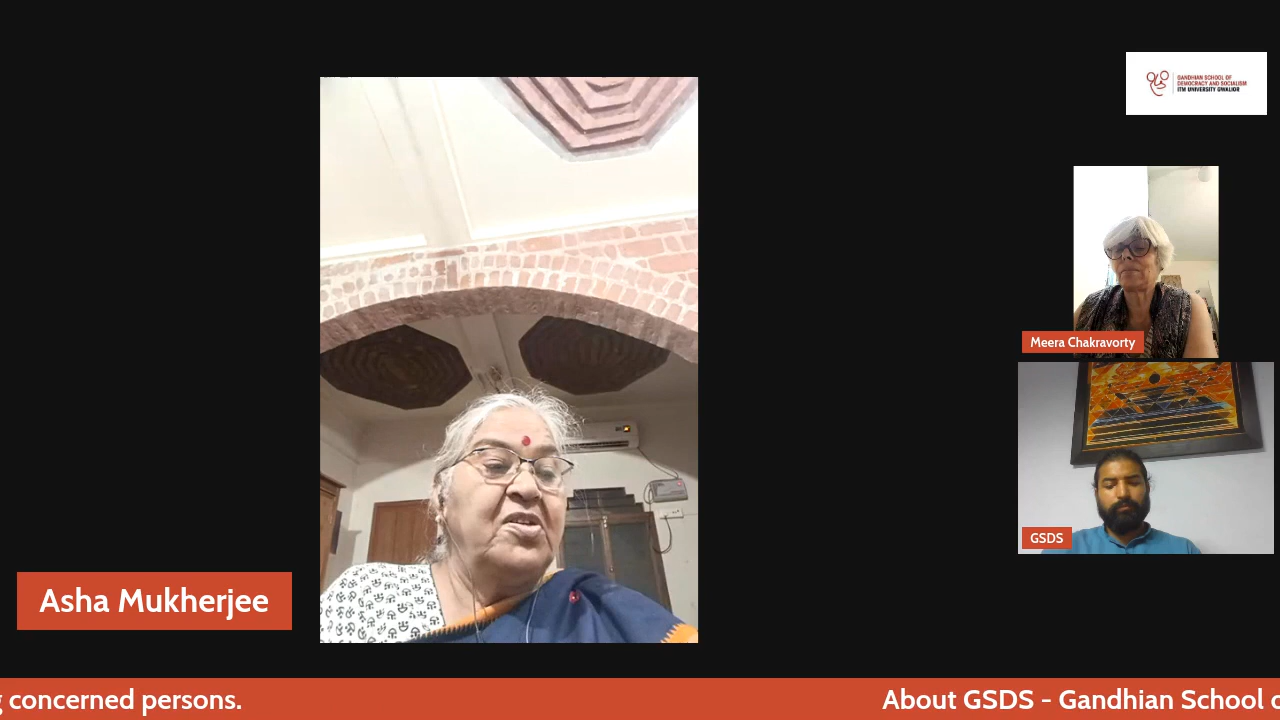 GANDHIAN SCHOOL OF
DEMOCRACY AND SOCIALISM
ITM UNIVERSITY GWALIOR
Meera Chakravorty
GSDS
Asha Mukherjee
concerned persons.
About GSDS - Gandhian School